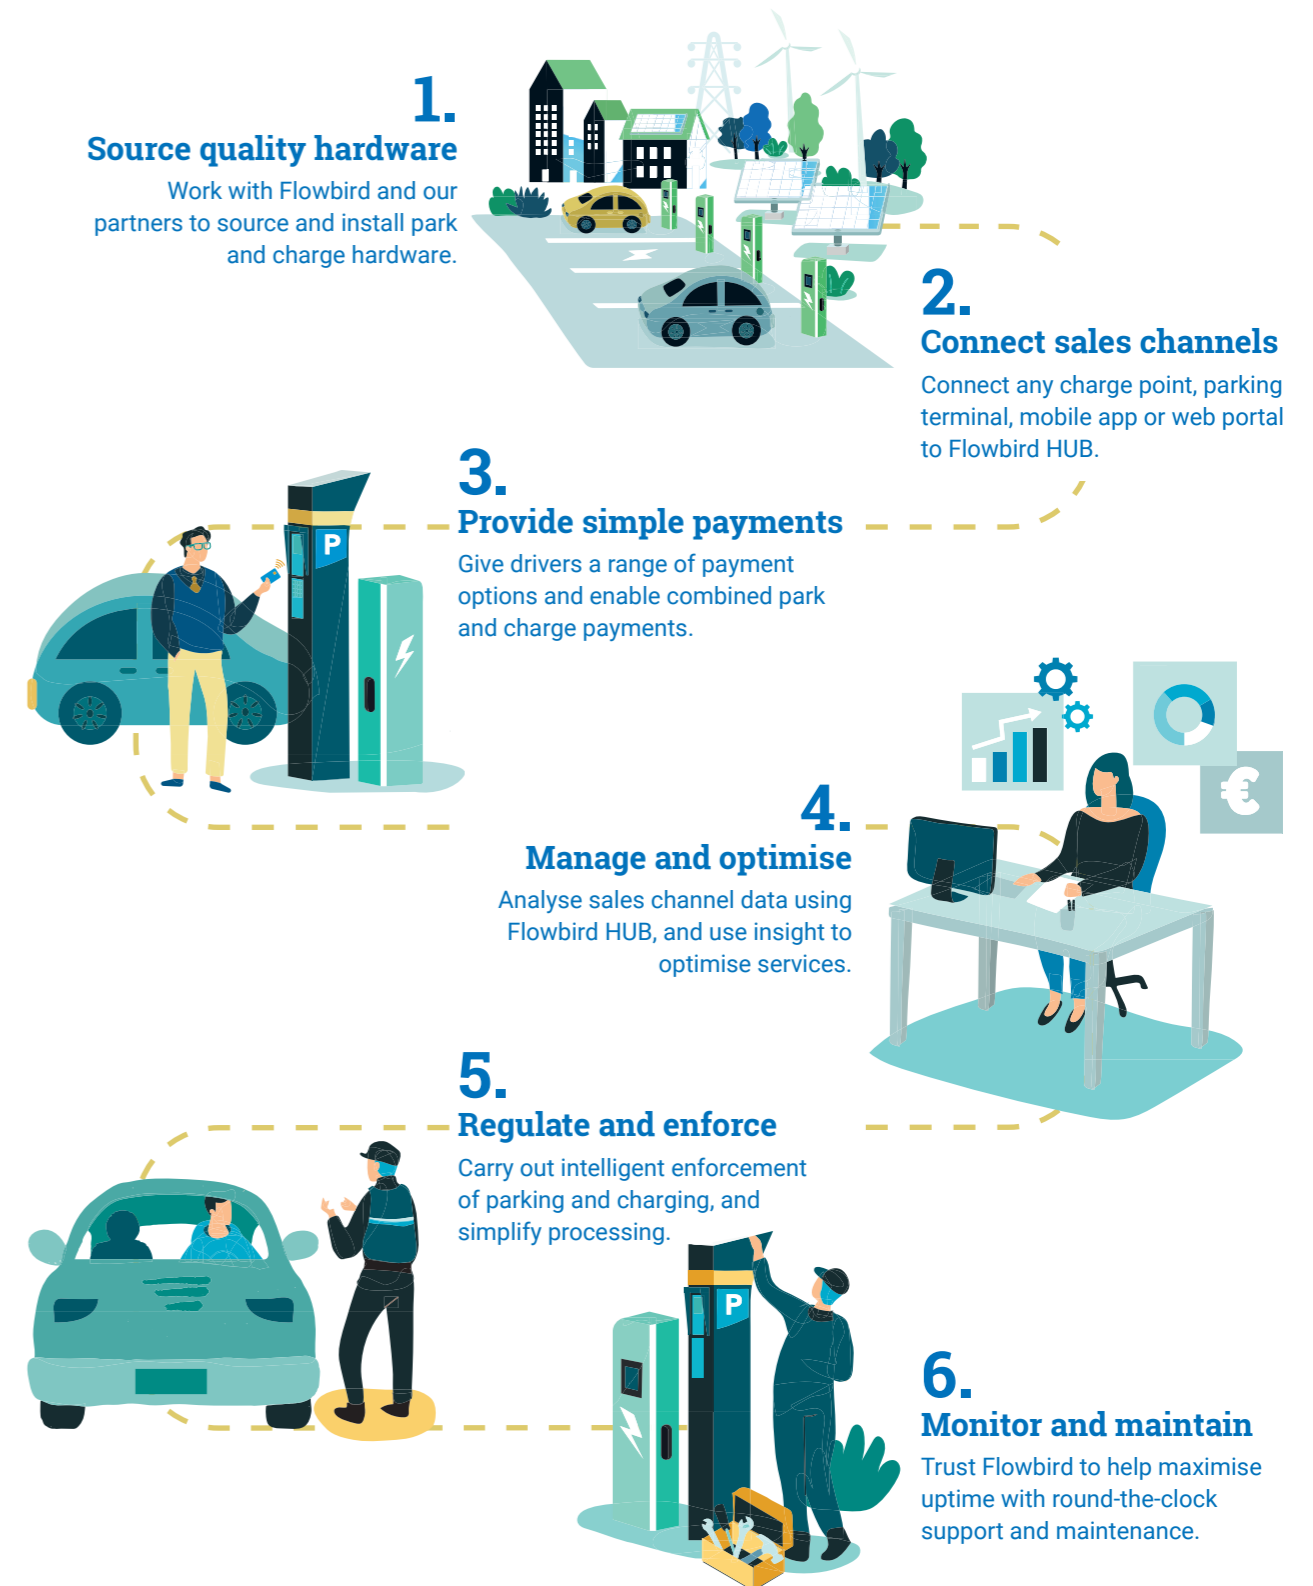 1.
Source quality hardware
Work with Flowbird and our
partners to source and install park
and charge hardware.
2.
Connect sales channels
Connect any charge point, parking
terminal, mobile app or web portal
to Flowbird HUB.
3.
Provide simple payments
Give drivers a range of payment
options and enable combined park
and charge payments.
P
4.
Manage and optimise
Analyse sales channel data using
Flowbird HUB, and use insight to
optimise services.
€
5.
Regulate and enforce
Carry out intelligent enforcement
of parking and charging, and
simplify processing.
P
6.
Monitor and maintain
Trust Flowbird to help maximise
uptime with round-the-clock
support and maintenance.